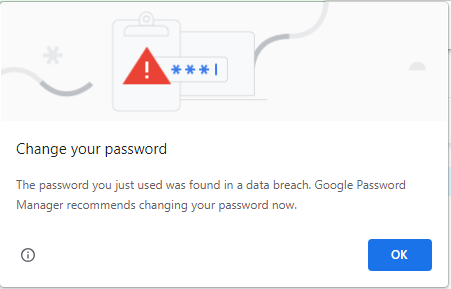 ***|
Change your password
The password you just used was found in a data breach. Google Password
Manager recommends changing your password now.
OK